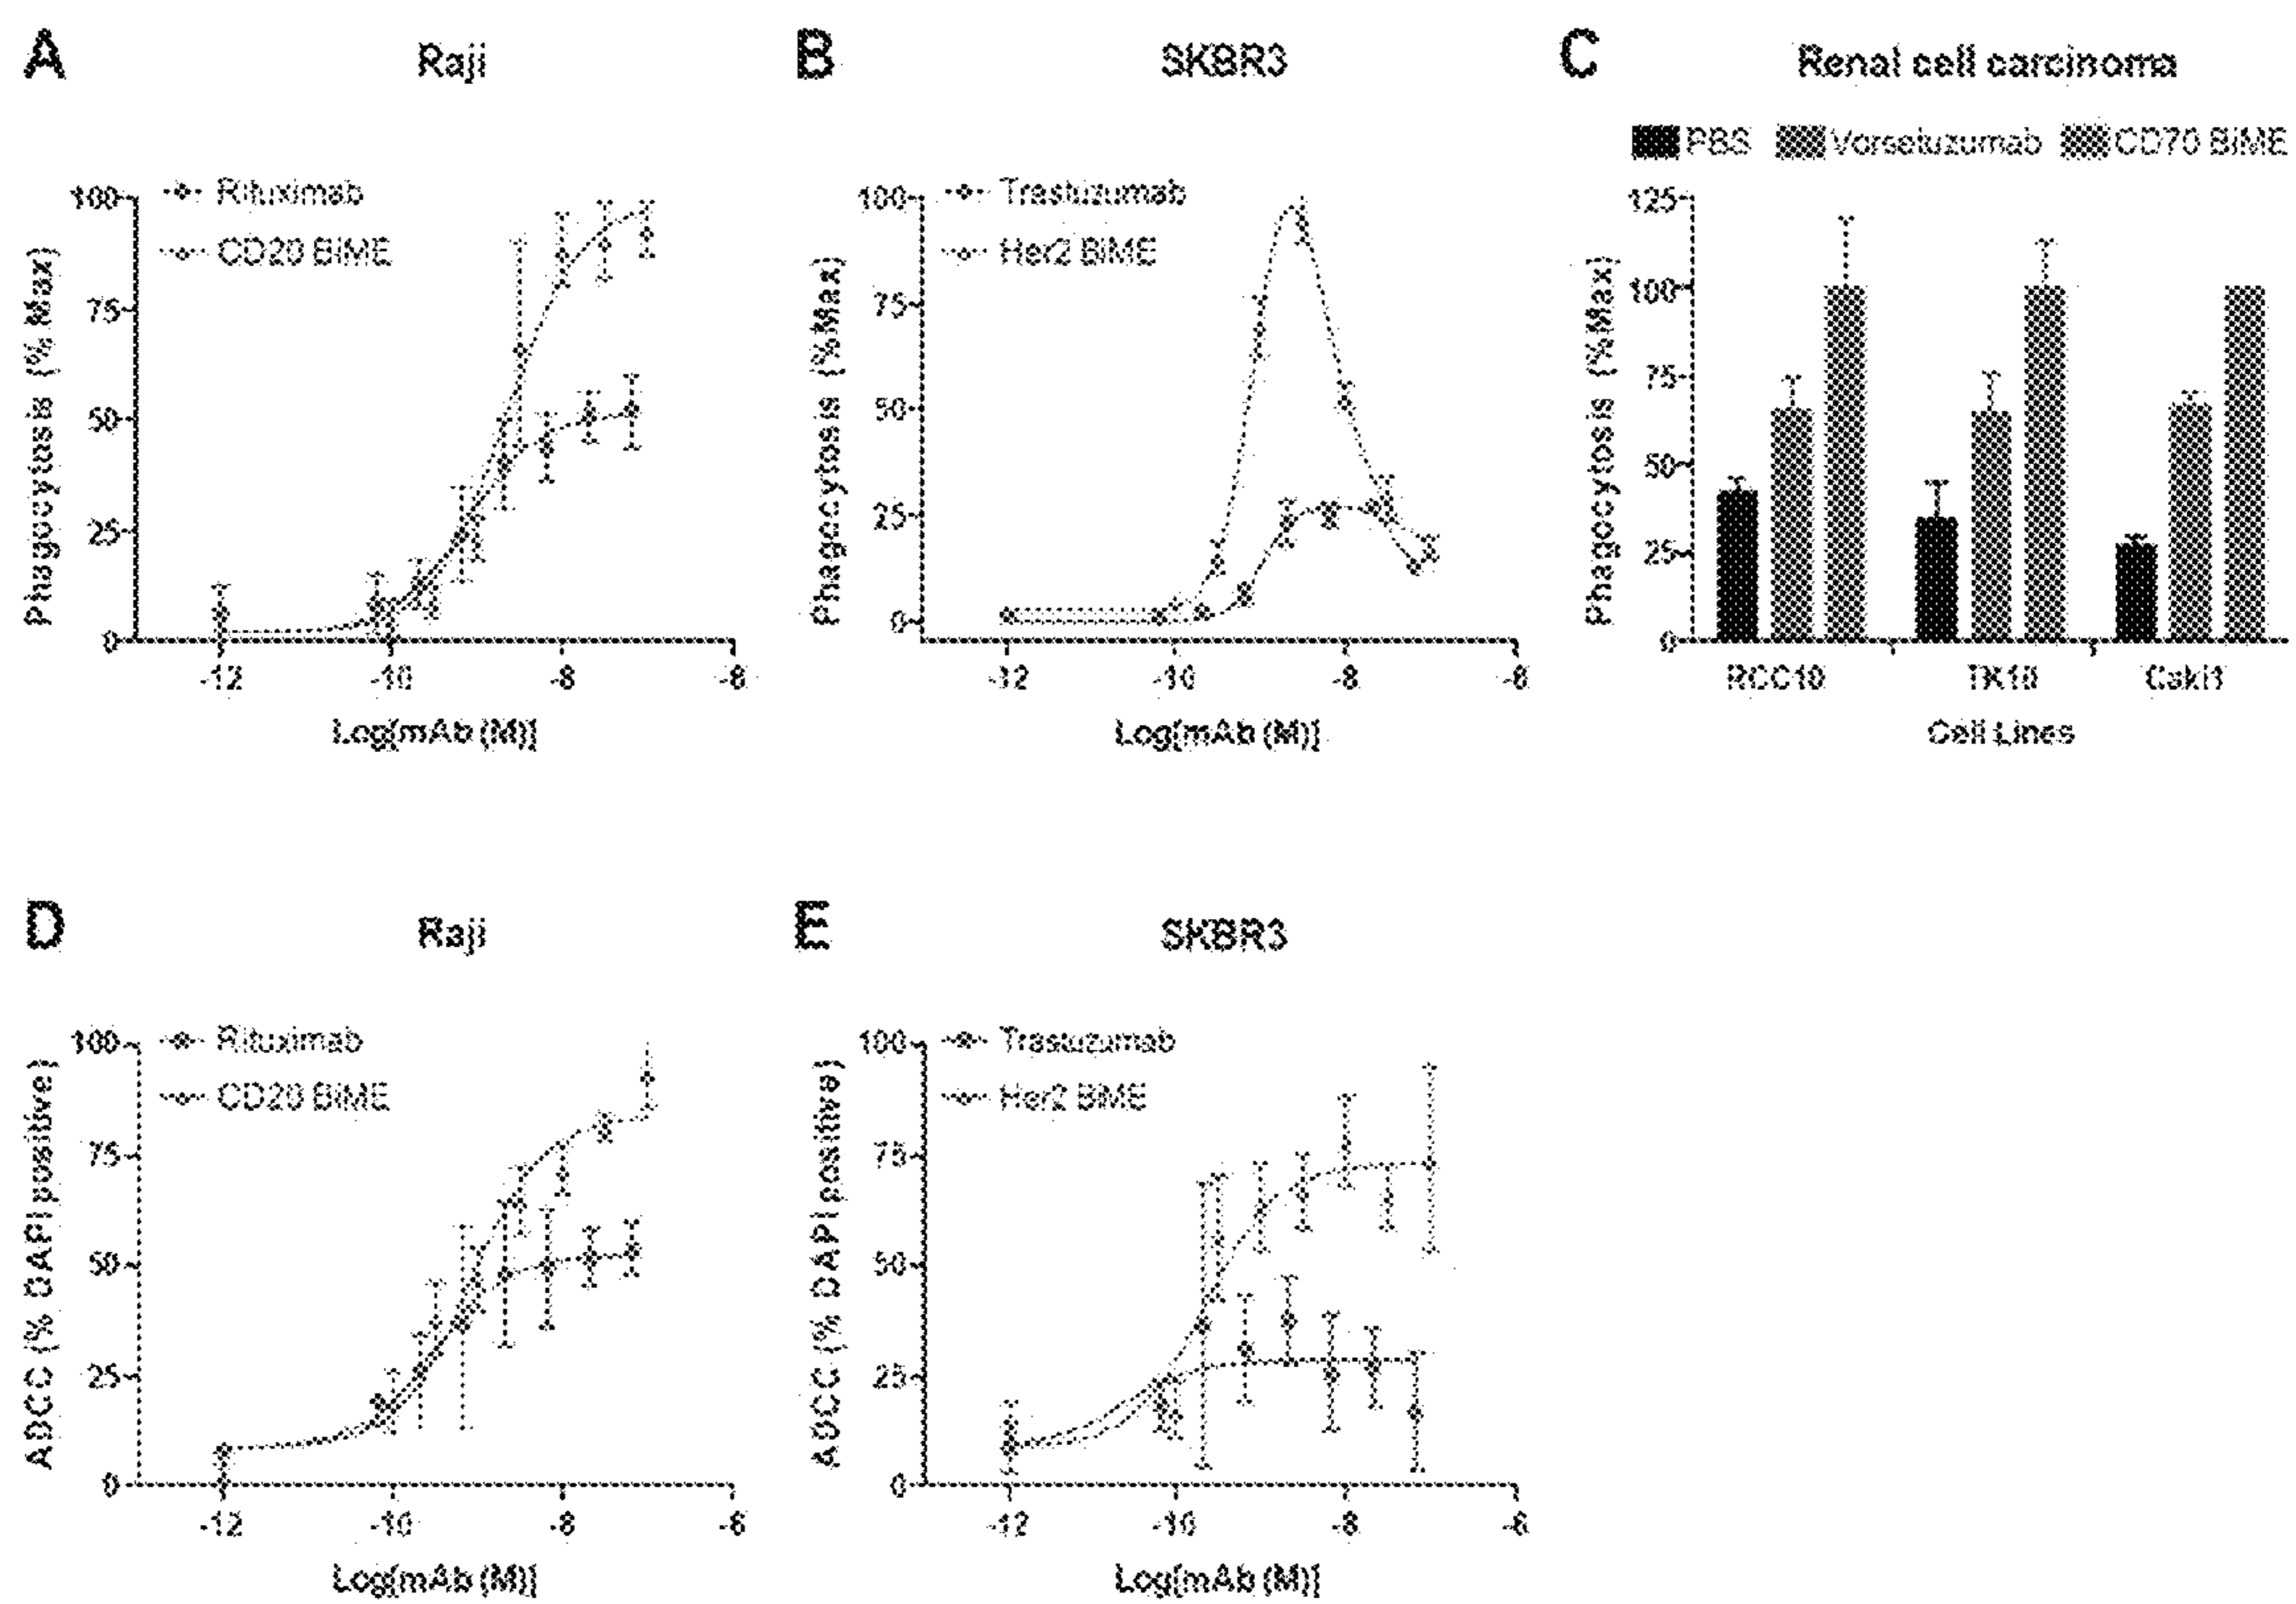 A
Raji
Rituximab
CD20 BiME
100
75
50
25
0
Phagocytosis (% Max)
-12 -10 -8 -6
Log[mAb (M)]
B
SKBR3
Trastuzumab
Her2 BiME
100
75
50
25
0
Phagocytosis (%Max)
-12 -10 -8 -6
Log[mAb (M)]
C
Renal cell carcinoma
PBS Vorsetuzumab CD70 BiME
125
100
75
50
25
0
Phagocytosis (%Max)
RCC10 TK10 Caki1
Cell Lines
D
Raji
Rituximab
CD20 BiME
100
75
50
25
0
ADCC (% DAPI positive)
-12 -10 -8 -6
Log[mAb (M)]
E
SKBR3
Trastuzumab
Her2 BiME
100
75
50
25
0
ADCC (% DAPI positive)
-12 -10 -8 -6
Log[mAb (M)]